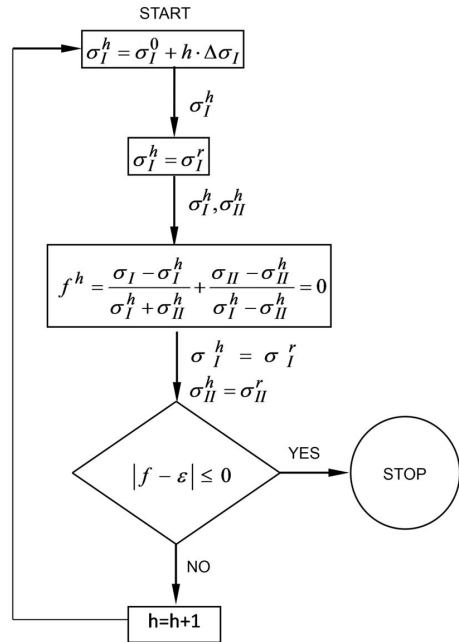 START
σ_I^h = σ_I^0 + h · Δσ_I
σ_I^h
σ_I^h = σ_I^r
σ_I^h, σ_II^h
f^h = (σ_I − σ_I^h)/(σ_I^h + σ_II^h) + (σ_II − σ_II^h)/(σ_I^h − σ_II^h) = 0
σ_I^h = σ_I^r
σ_II^h = σ_II^r
|f − ε| ≤ 0
YES
STOP
NO
h=h+1